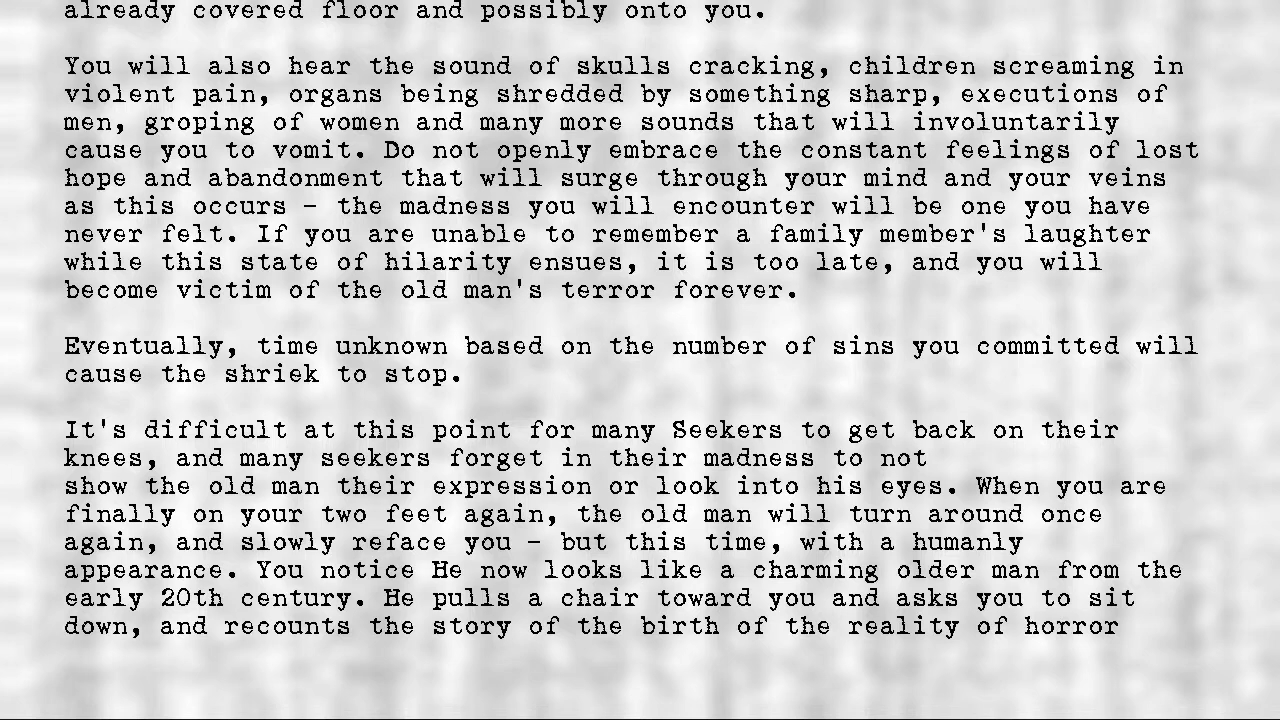 already covered floor and possibly onto you.
You will also hear the sound of skulls cracking, children screaming in
violent pain, organs being shredded by something sharp, executions of
men, groping of women and many more sounds that will involuntarily
cause you to vomit. Do not openly embrace the constant feelings of lost
hope and abandonment that will surge through your mind and your veins
as this occurs - the madness you will encounter will be one you have
never felt. If you are unable to remember a family member's laughter
while this state of hilarity ensues, it is too late, and you will
become victim of the old man's terror forever.
Eventually, time unknown based on the number of sins you committed will
cause the shriek to stop.
It's difficult at this point for many Seekers to get back on their
knees, and many seekers forget in their madness to not
show the old man their expression or look into his eyes. When you are
finally on your two feet again, the old man will turn around once
again, and slowly reface you - but this time, with a humanly
appearance. You notice He now looks like a charming older man from the
early 20th century. He pulls a chair toward you and asks you to sit
down, and recounts the story of the birth of the reality of horror